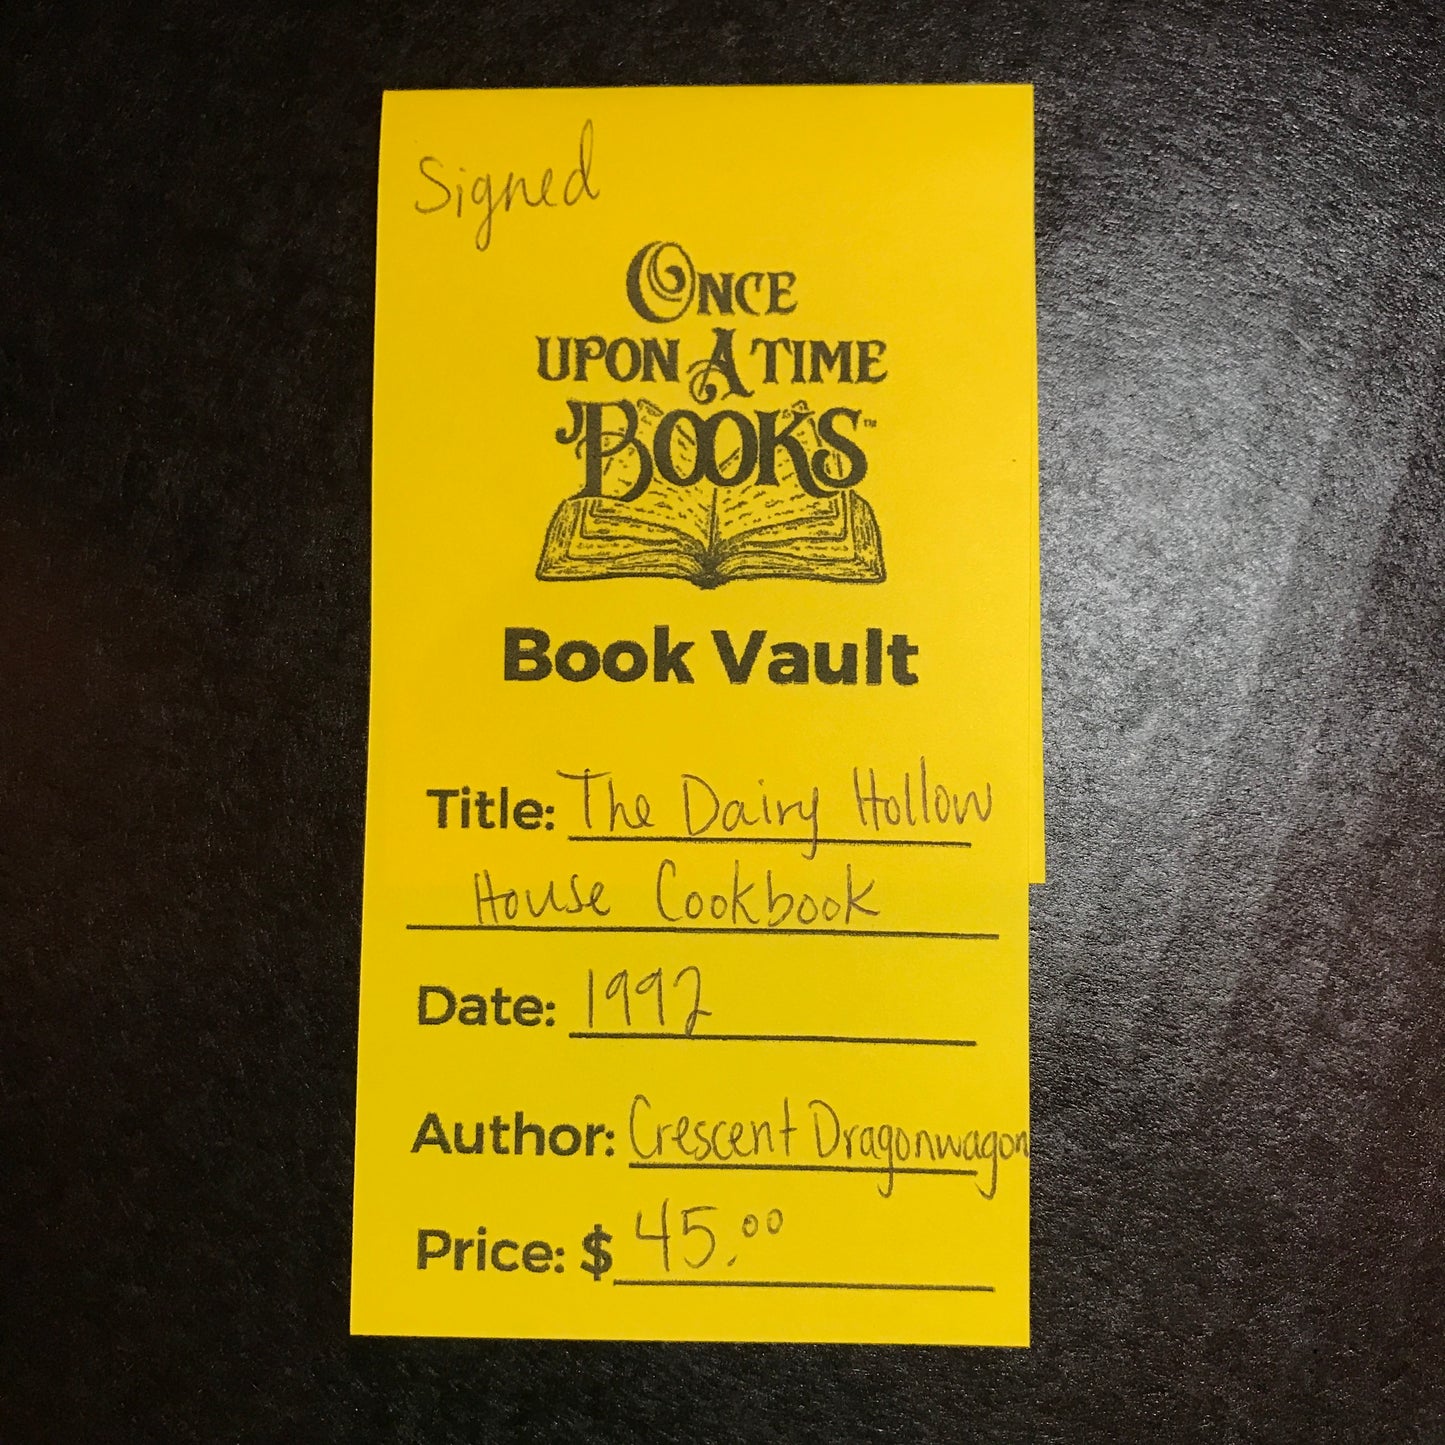 Signed
ONCE
UPON A TIME
BOOKS™
Book Vault
Title: The Dairy Hollow
House Cookbook
Date: 1992
Author: Crescent Dragonwagon
Price: $ 45.00